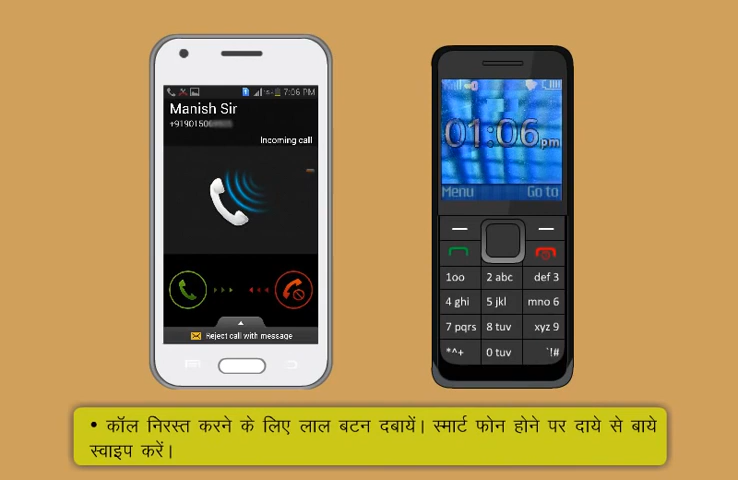 7:06 PM
Manish Sir
Incoming call
Reject call with message
01:06 pm
Menu Go to
1oo 2 abc def 3
4 ghi 5 jkl mno 6
7 pqrs 8 tuv xyz 9
*^+ 0 tuv `!#
• कॉल निरस्त करने के लिए लाल बटन दबायें। स्मार्ट फोन होने पर दाये से बाये
स्वाइप करें।